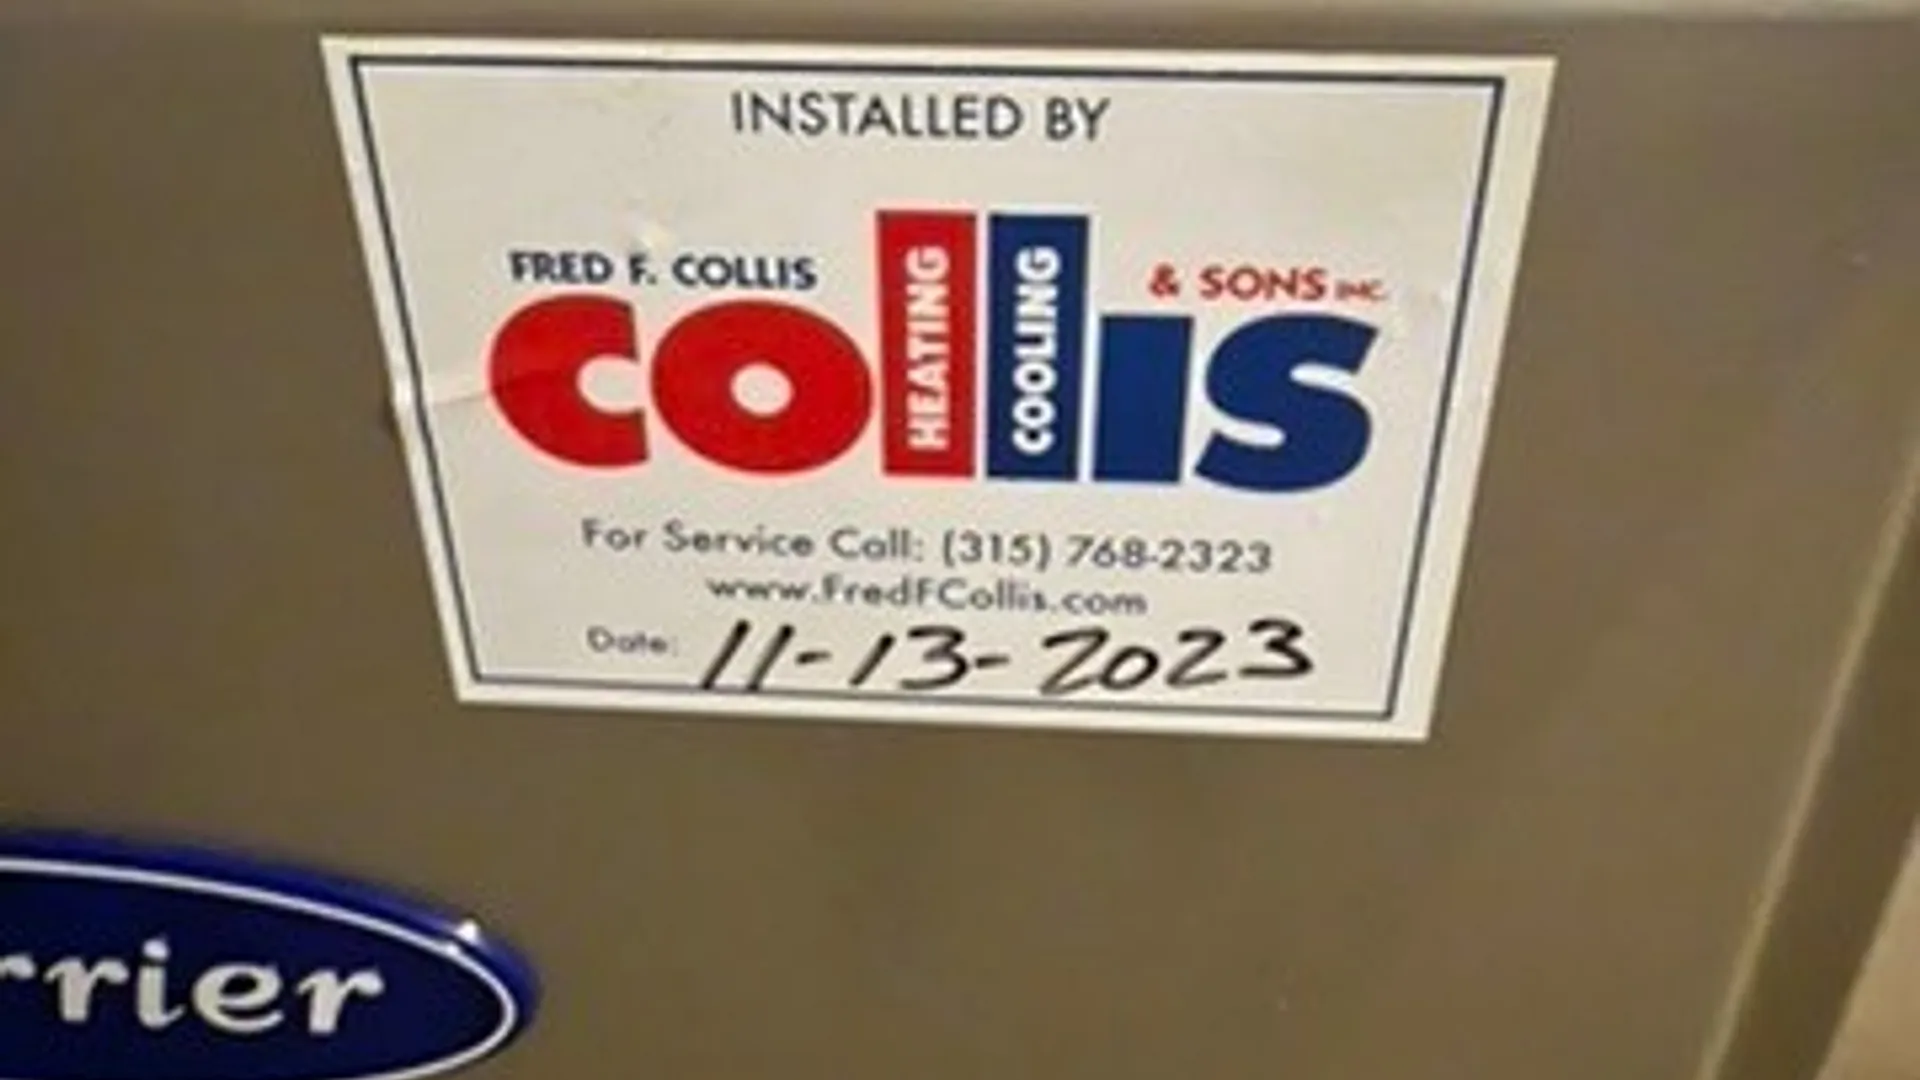 INSTALLED BY
FRED F. COLLIS & SONS INC.
collis
HEATING
COOLING
For Service Call: (315) 768-2323
www.FredFCollis.com
Date: 11-13-2023
rrier